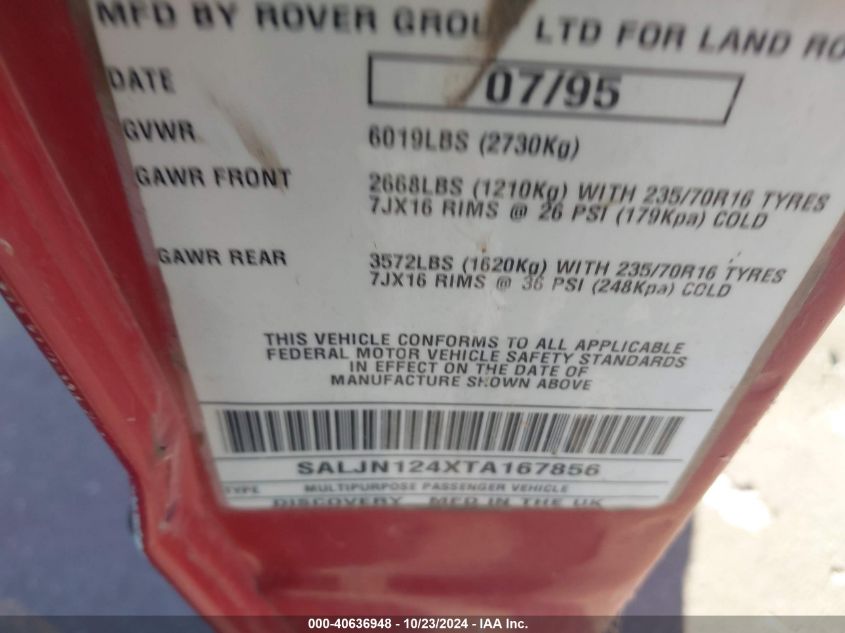 MFD BY ROVER GROU LTD FOR LAND RO
DATE 07/95
GVWR 6019LBS (2730Kg)
GAWR FRONT 2668LBS (1210Kg) WITH 235/70R16 TYRES
7JX16 RIMS @ 26 PSI (179Kpa) COLD
GAWR REAR 3572LBS (1620Kg) WITH 235/70R16 TYRES
7JX16 RIMS @ 36 PSI (248Kpa) COLD
THIS VEHICLE CONFORMS TO ALL APPLICABLE
FEDERAL MOTOR VEHICLE SAFETY STANDARDS
IN EFFECT ON THE DATE OF
MANUFACTURE SHOWN ABOVE
SALJN124XTA167856
TYPE MULTIPURPOSE PASSENGER VEHICLE
DISCOVERY MFD IN THE UK
000-40636948 - 10/23/2024 - IAA Inc.